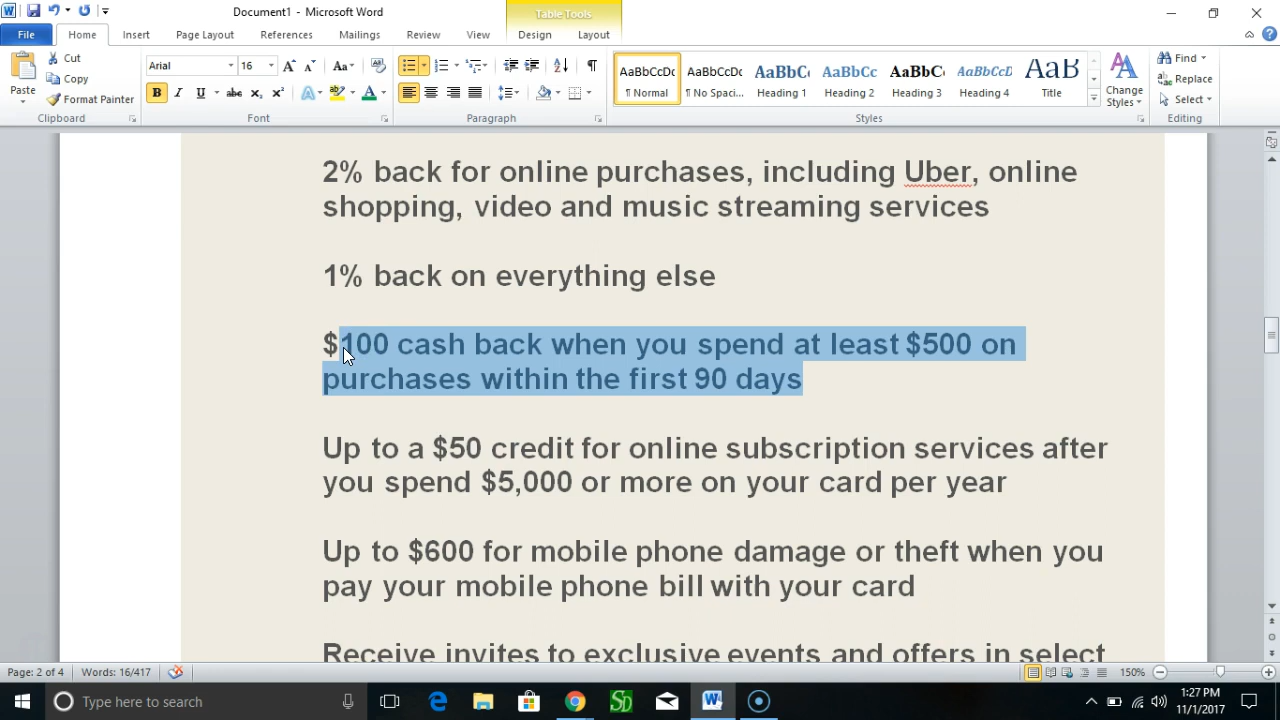 Document1 - Microsoft Word
Table Tools
File Home Insert Page Layout References Mailings Review View Design Layout
Paste
Cut
Copy
Format Painter
Clipboard
Arial 16
Font
Paragraph
AaBbCcDc AaBbCcDc AaBbC AaBbCc AaBbC AaBbCcD AaB
¶ Normal ¶ No Spaci... Heading 1 Heading 2 Heading 3 Heading 4 Title
Change Styles
Styles
Find
Replace
Select
Editing
2% back for online purchases, including Uber, online
shopping, video and music streaming services
1% back on everything else
$100 cash back when you spend at least $500 on
purchases within the first 90 days
Up to a $50 credit for online subscription services after
you spend $5,000 or more on your card per year
Up to $600 for mobile phone damage or theft when you
pay your mobile phone bill with your card
Receive invites to exclusive events and offers in select
Page: 2 of 4 Words: 16/417 150%
Type here to search
1:27 PM
11/1/2017